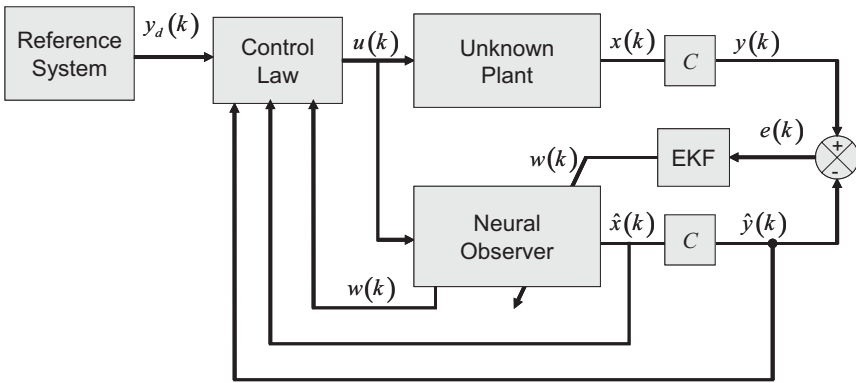 Reference
System
y_d(k)
Control
Law
u(k)
Unknown
Plant
x(k)
C
y(k)
+
-
e(k)
EKF
w(k)
Neural
Observer
x̂(k)
C
ŷ(k)
w(k)